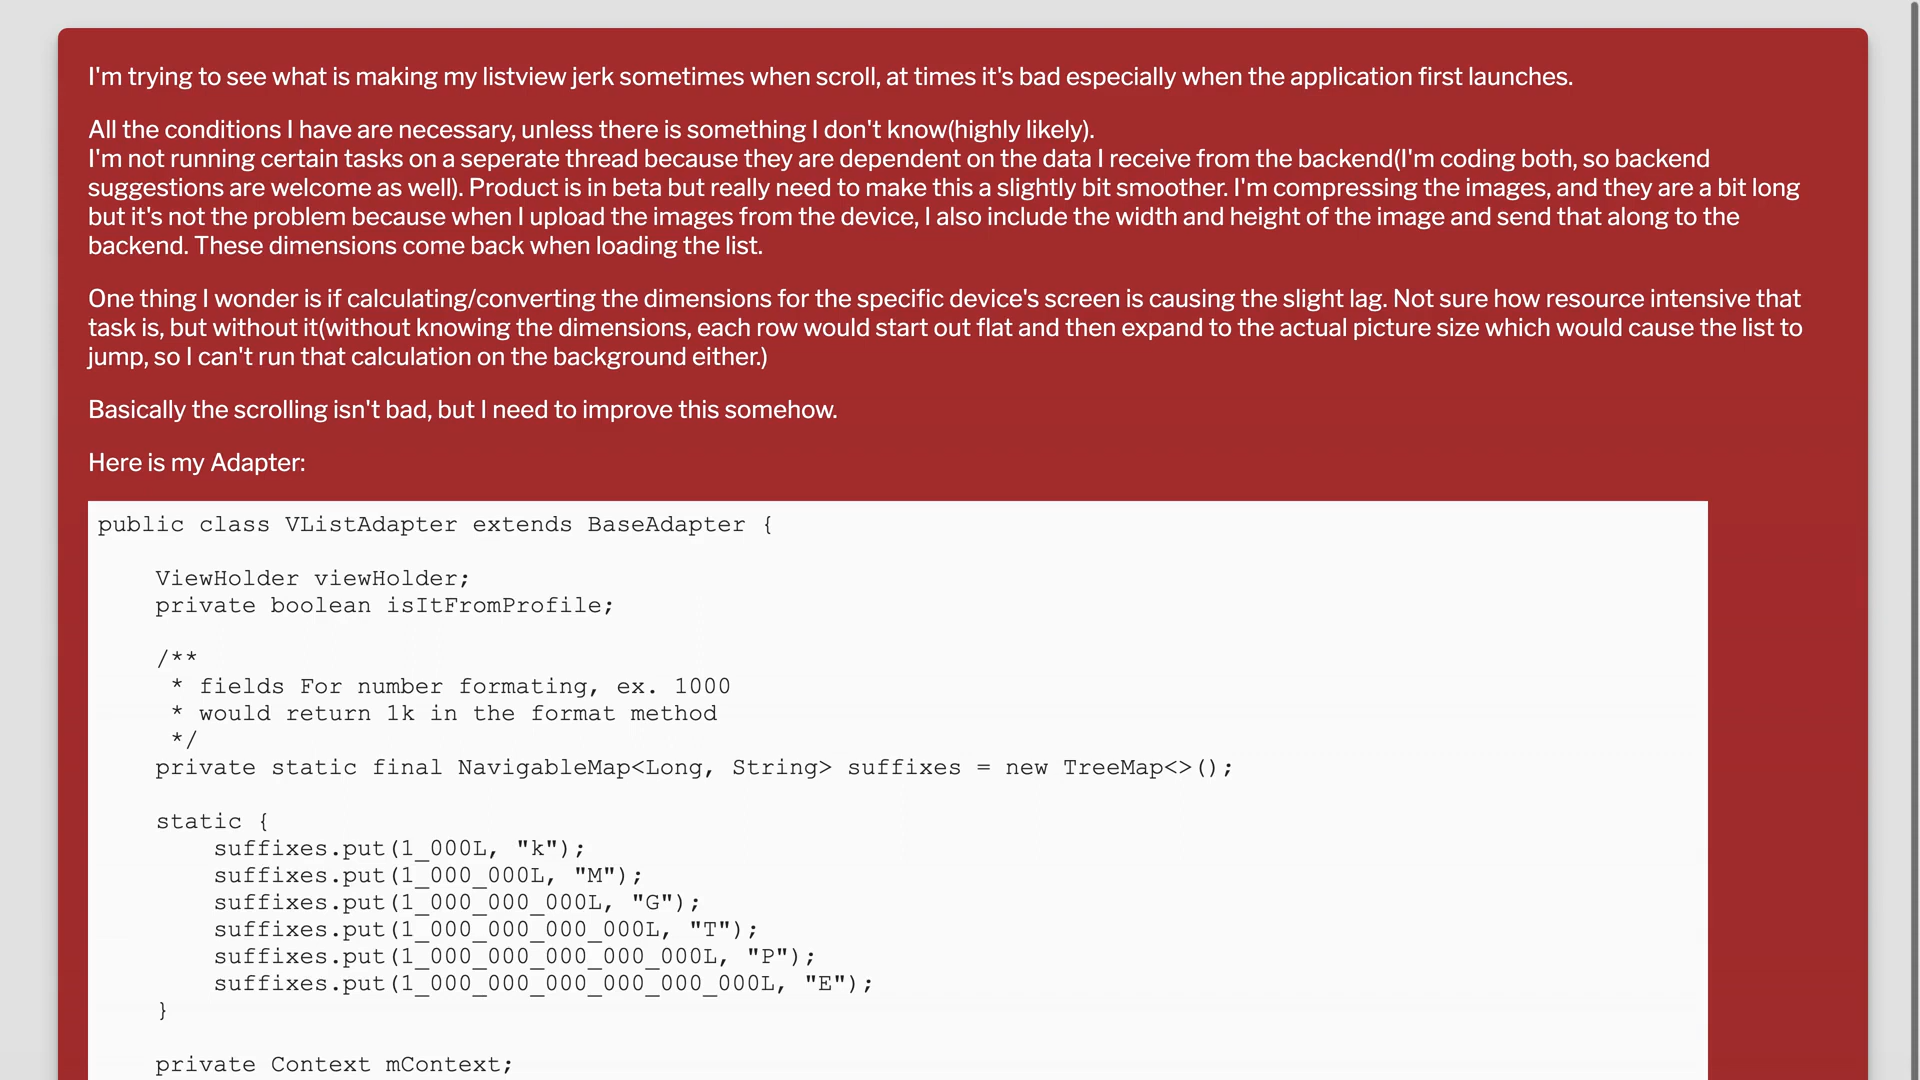 I'm trying to see what is making my listview jerk sometimes when scroll, at times it's bad especially when the application first launches.
All the conditions I have are necessary, unless there is something I don't know(highly likely).
I'm not running certain tasks on a seperate thread because they are dependent on the data I receive from the backend(I'm coding both, so backend
suggestions are welcome as well). Product is in beta but really need to make this a slightly bit smoother. I'm compressing the images, and they are a bit long
but it's not the problem because when I upload the images from the device, I also include the width and height of the image and send that along to the
backend. These dimensions come back when loading the list.
One thing I wonder is if calculating/converting the dimensions for the specific device's screen is causing the slight lag. Not sure how resource intensive that
task is, but without it(without knowing the dimensions, each row would start out flat and then expand to the actual picture size which would cause the list to
jump, so I can't run that calculation on the background either.)
Basically the scrolling isn't bad, but I need to improve this somehow.
Here is my Adapter:
public class VListAdapter extends BaseAdapter {
    ViewHolder viewHolder;
    private boolean isItFromProfile;
    /**
     * fields For number formating, ex. 1000
     * would return 1k in the format method
     */
    private static final NavigableMap<Long, String> suffixes = new TreeMap<>();
    static {
        suffixes.put(1_000L, "k");
        suffixes.put(1_000_000L, "M");
        suffixes.put(1_000_000_000L, "G");
        suffixes.put(1_000_000_000_000L, "T");
        suffixes.put(1_000_000_000_000_000L, "P");
        suffixes.put(1_000_000_000_000_000_000L, "E");
    }
    private Context mContext;